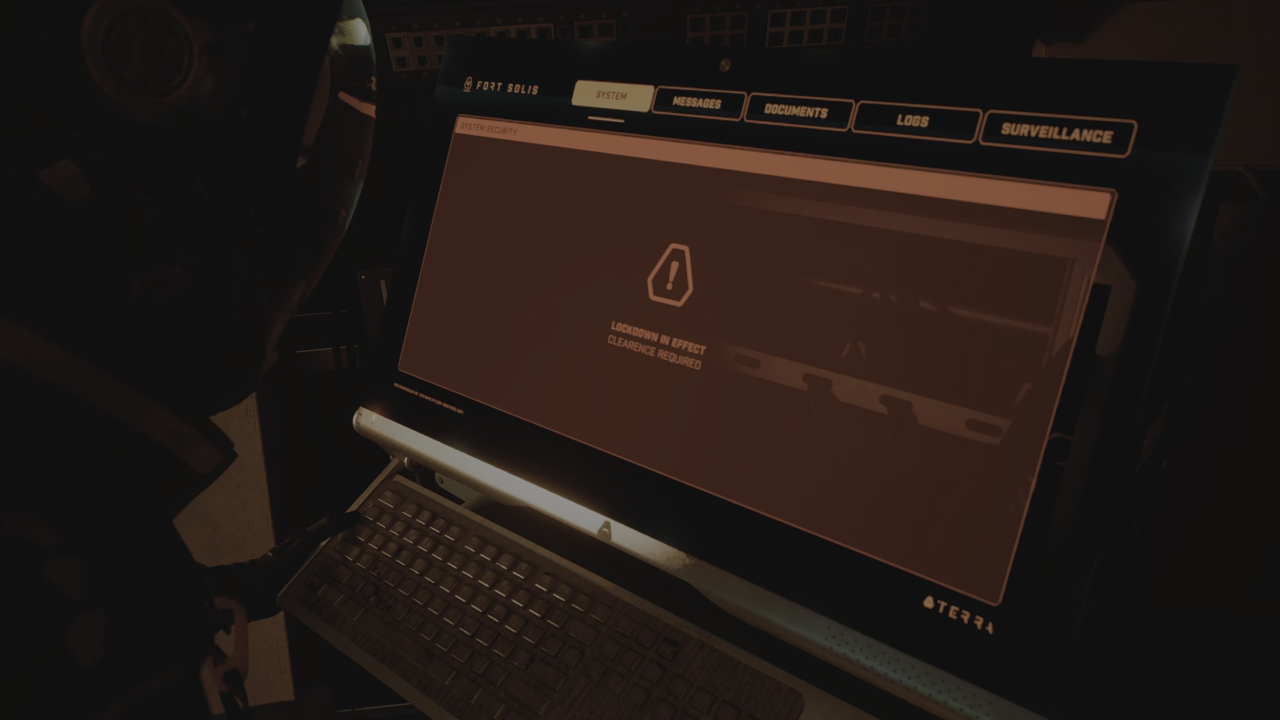 FORT SOLIS
SYSTEM
MESSAGES
DOCUMENTS
LOGS
SURVEILLANCE
SYSTEM SECURITY
LOCKDOWN IN EFFECT
CLEARENCE REQUIRED
TERRA